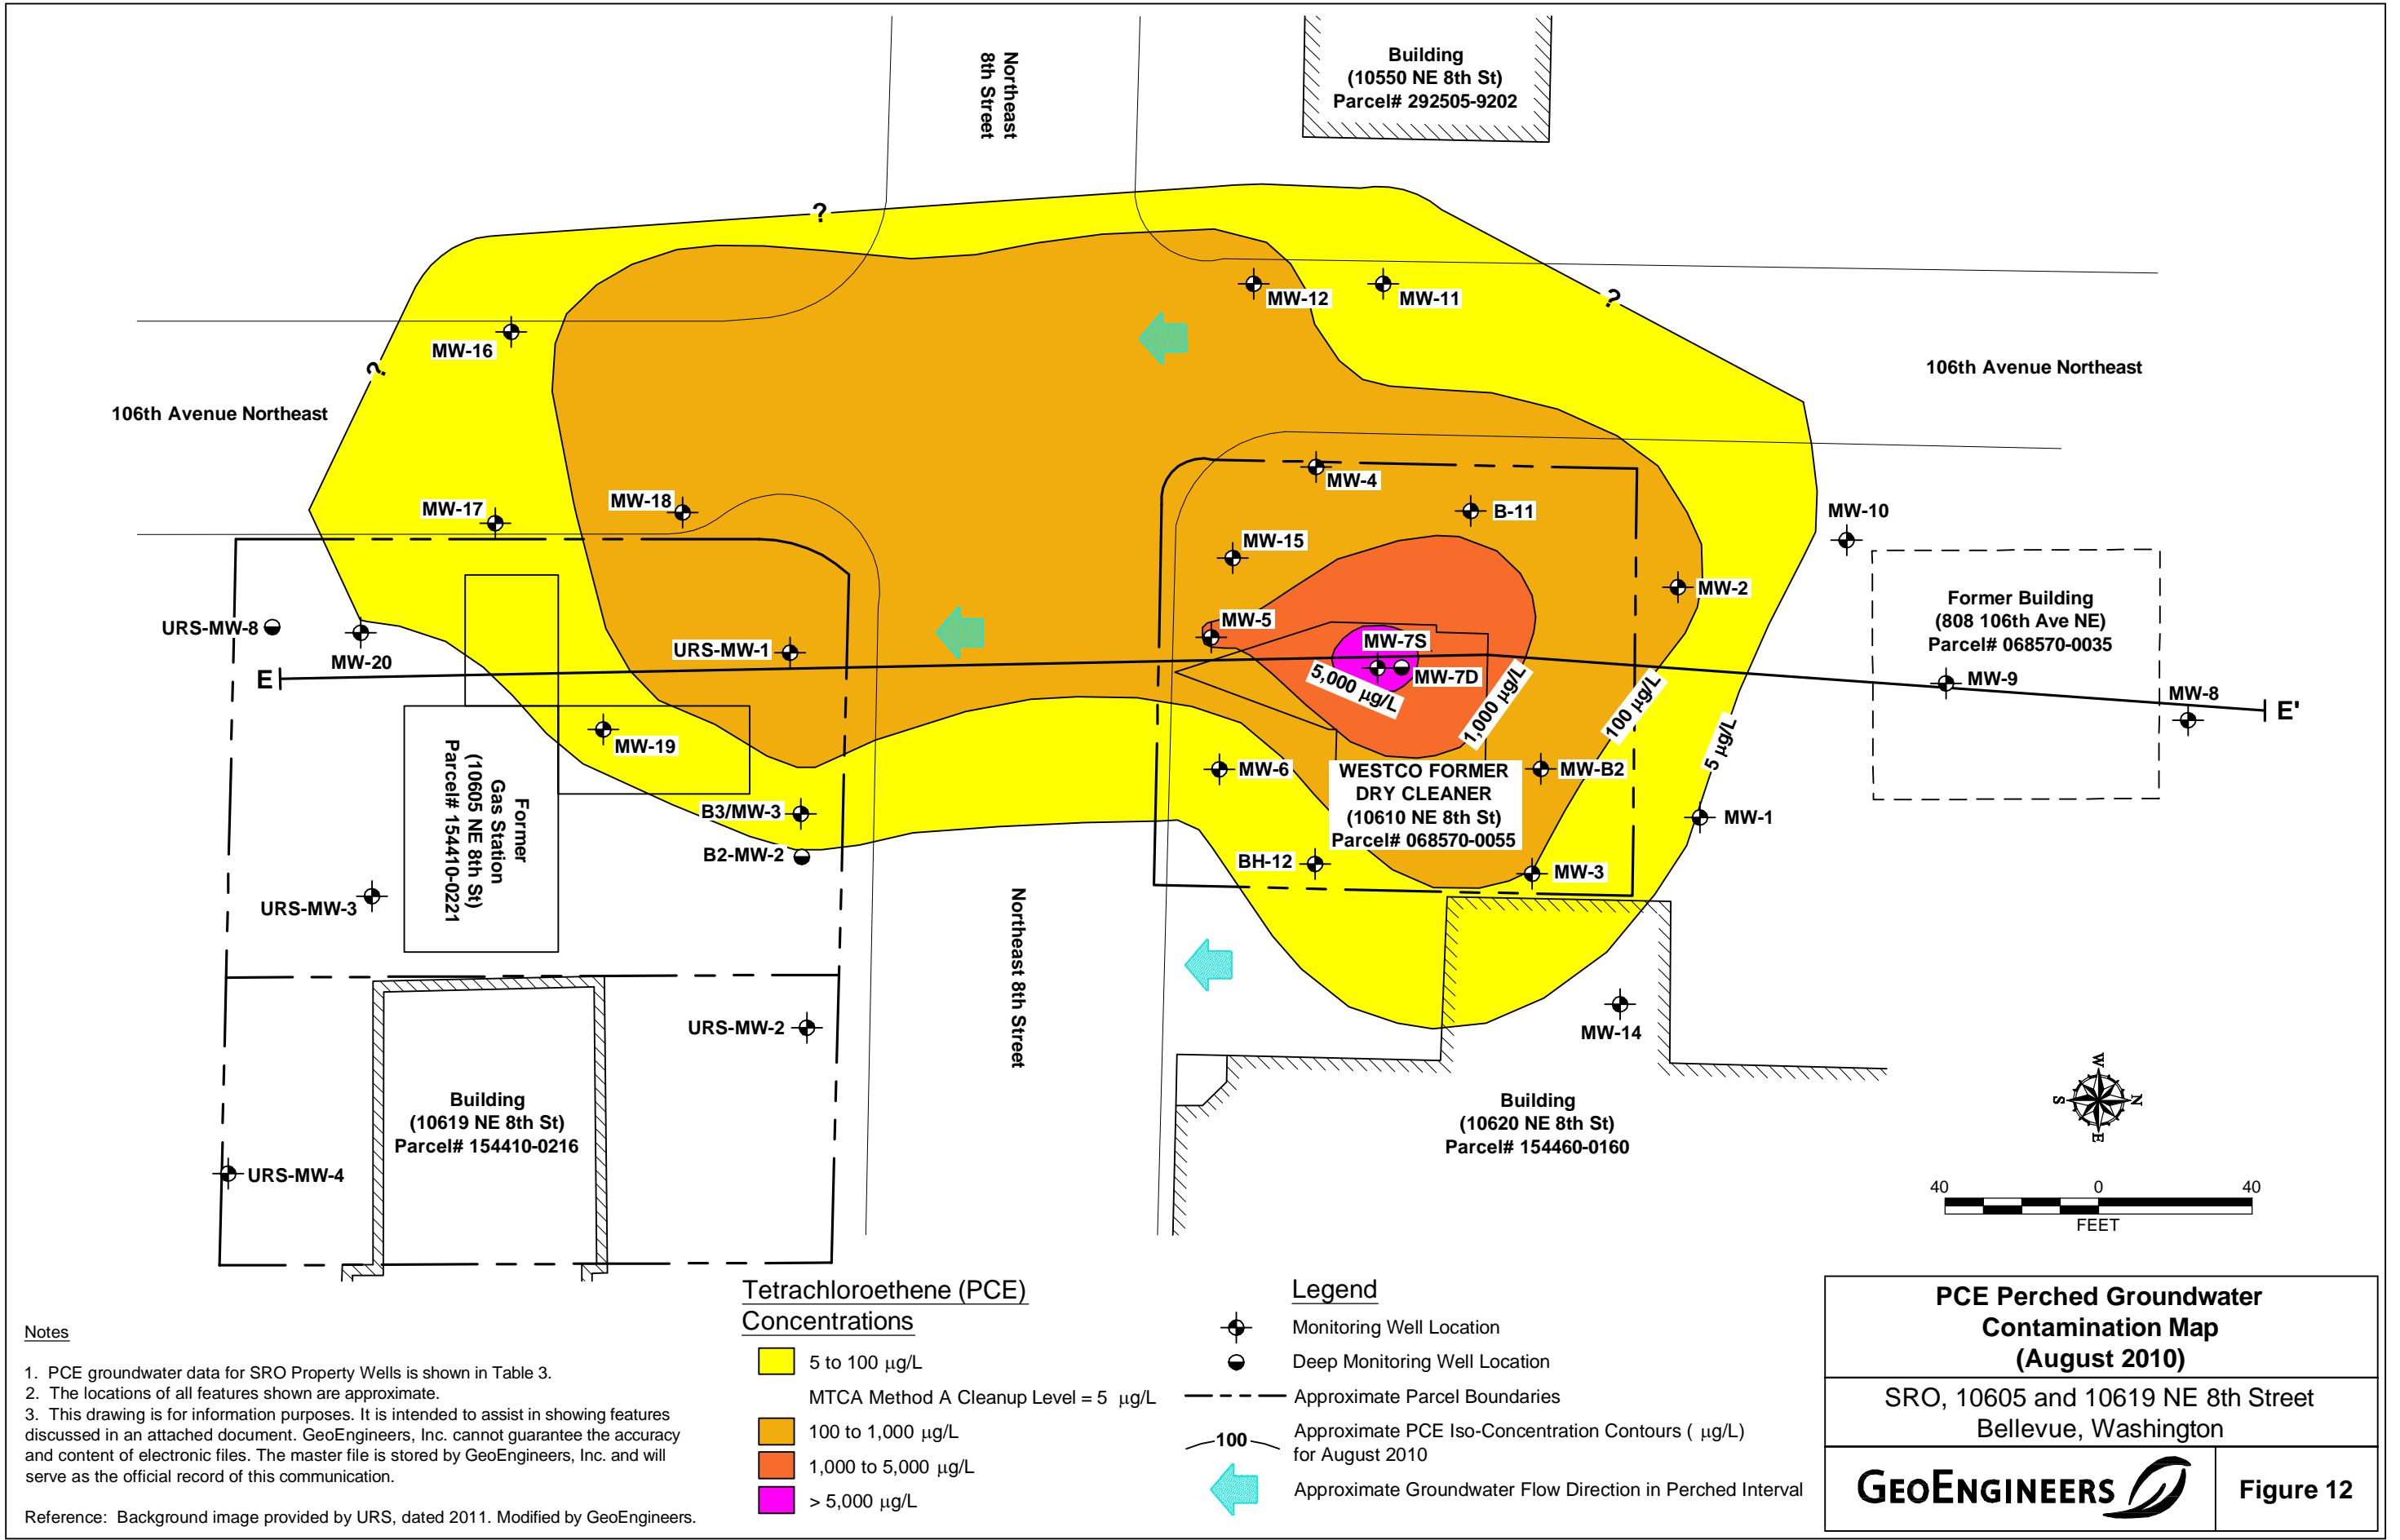 Northeast
8th Street
Building
(10550 NE 8th St)
Parcel# 292505-9202
?
?
?
MW-12
MW-11
MW-16
106th Avenue Northeast
106th Avenue Northeast
MW-4
MW-18
MW-17
B-11
MW-10
MW-15
MW-2
Former Building
(808 106th Ave NE)
Parcel# 068570-0035
URS-MW-8
MW-20
MW-5
URS-MW-1
MW-7S
MW-7D
E
E'
MW-9
MW-8
5,000 µg/L
1,000 µg/L
100 µg/L
5 µg/L
MW-19
MW-6
WESTCO FORMER
DRY CLEANER
(10610 NE 8th St)
Parcel# 068570-0055
MW-B2
MW-1
B3/MW-3
B2-MW-2
BH-12
MW-3
Former
Gas Station
(10605 NE 8th St)
Parcel# 154410-0221
URS-MW-3
Northeast 8th Street
URS-MW-2
MW-14
Building
(10619 NE 8th St)
Parcel# 154410-0216
URS-MW-4
Building
(10620 NE 8th St)
Parcel# 154460-0160
W
S
N
E
40 0 40
FEET
Tetrachloroethene (PCE)
Concentrations
5 to 100 µg/L
MTCA Method A Cleanup Level = 5 µg/L
100 to 1,000 µg/L
1,000 to 5,000 µg/L
> 5,000 µg/L
Legend
Monitoring Well Location
Deep Monitoring Well Location
Approximate Parcel Boundaries
100
Approximate PCE Iso-Concentration Contours ( µg/L)
for August 2010
Approximate Groundwater Flow Direction in Perched Interval
Notes
1. PCE groundwater data for SRO Property Wells is shown in Table 3.
2. The locations of all features shown are approximate.
3. This drawing is for information purposes. It is intended to assist in showing features
discussed in an attached document. GeoEngineers, Inc. cannot guarantee the accuracy
and content of electronic files. The master file is stored by GeoEngineers, Inc. and will
serve as the official record of this communication.
Reference: Background image provided by URS, dated 2011. Modified by GeoEngineers.
PCE Perched Groundwater
Contamination Map
(August 2010)
SRO, 10605 and 10619 NE 8th Street
Bellevue, Washington
GEOENGINEERS
Figure 12